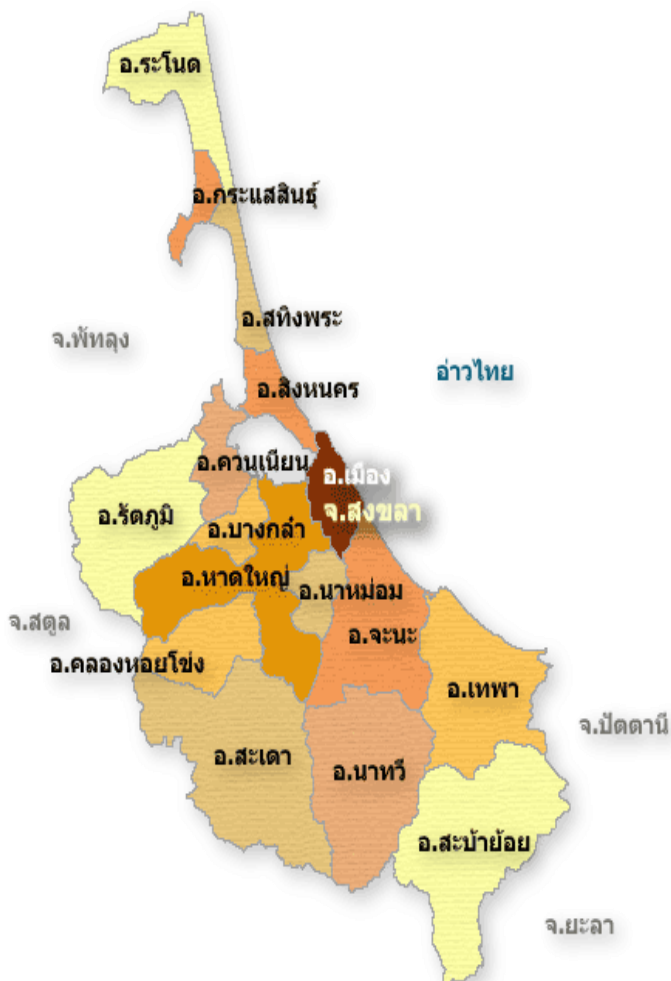 อ.ระโนด
อ.กระแสสินธุ์
อ.สทิงพระ
จ.พัทลุง
อ่าวไทย
อ.สิงหนคร
อ.ควนเนียน
อ.เมือง
จ.สงขลา
อ.รัตภูมิ
อ.บางกล่ำ
อ.หาดใหญ่
อ.นาหม่อม
จ.สตูล
อ.จะนะ
อ.คลองหอยโข่ง
อ.เทพา
จ.ปัตตานี
อ.สะเดา
อ.นาทวี
อ.สะบ้าย้อย
จ.ยะลา